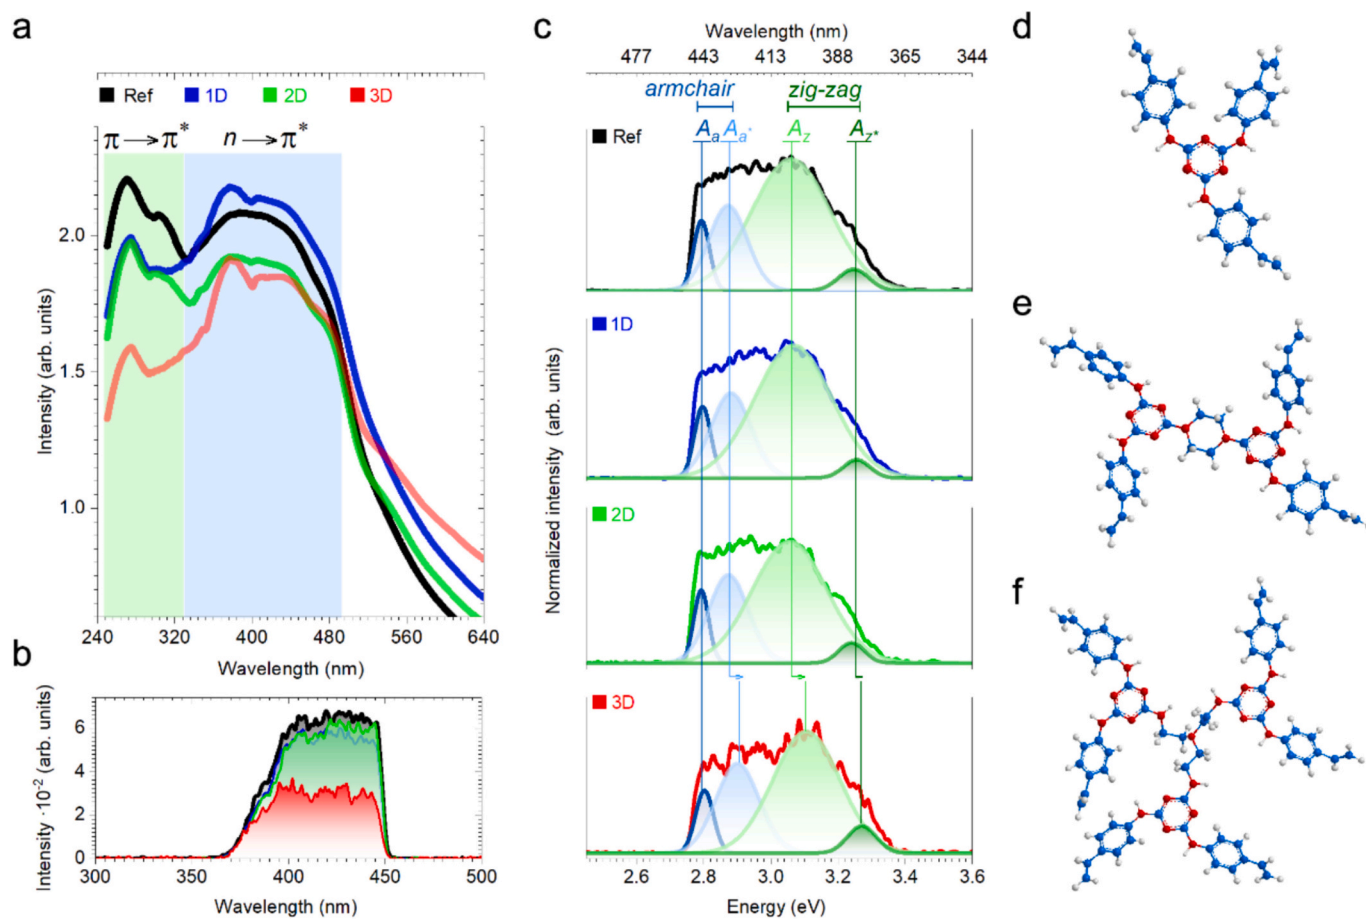 a
Ref 1D 2D 3D
π → π* n → π*
Intensity (arb. units)
2.0
1.5
1.0
240 320 400 480 560 640
Wavelength (nm)
b
Intensity ·10⁻² (arb. units)
6
4
2
0
300 350 400 450 500
Wavelength (nm)
c
Wavelength (nm)
477 443 413 388 365 344
armchair zig-zag
Ref Aa Aa* Az Az*
1D
2D
3D
Normalized intensity (arb. units)
2.6 2.8 3.0 3.2 3.4 3.6
Energy (eV)
d
e
f